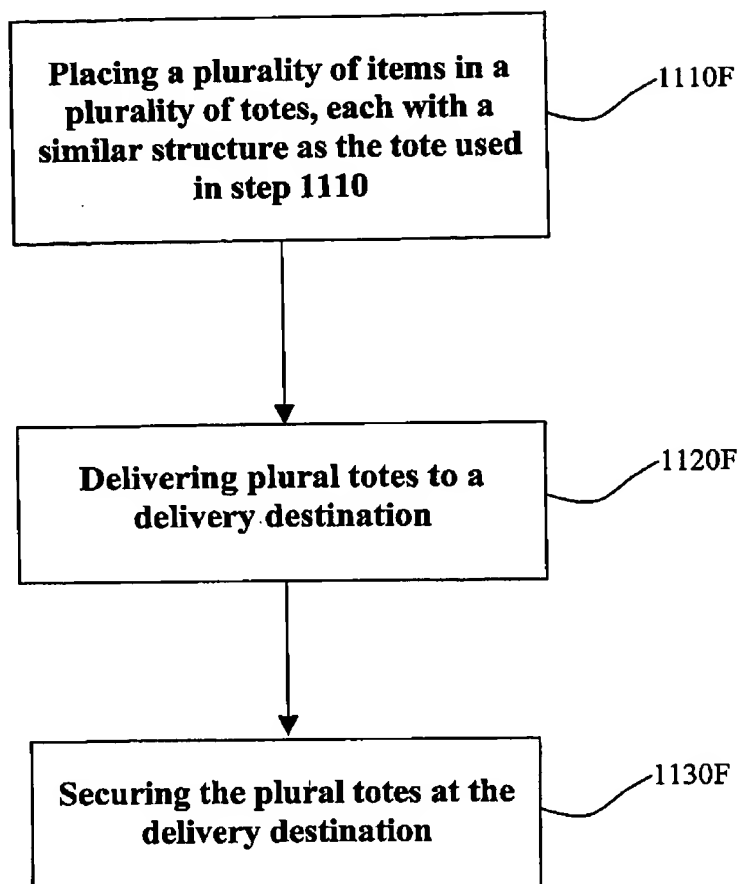 Placing a plurality of items in a
plurality of totes, each with a
similar structure as the tote used
in step 1110
1110F
Delivering plural totes to a
delivery destination
1120F
Securing the plural totes at the
delivery destination
1130F